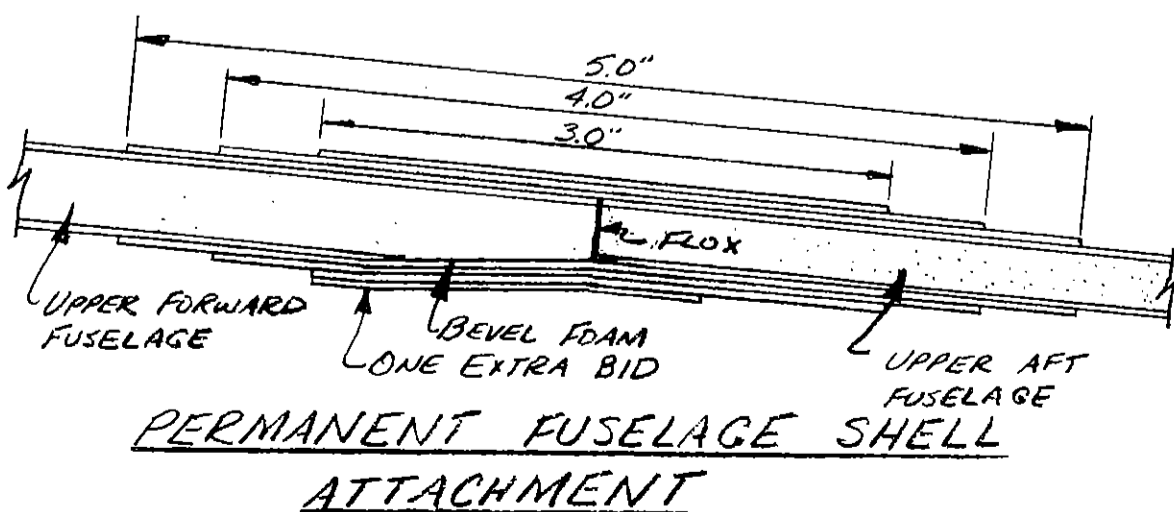 5.0"
4.0"
3.0"
FLOX
UPPER FORWARD
FUSELAGE
BEVEL FOAM
ONE EXTRA BID
UPPER AFT
FUSELAGE
PERMANENT FUSELAGE SHELL
ATTACHMENT